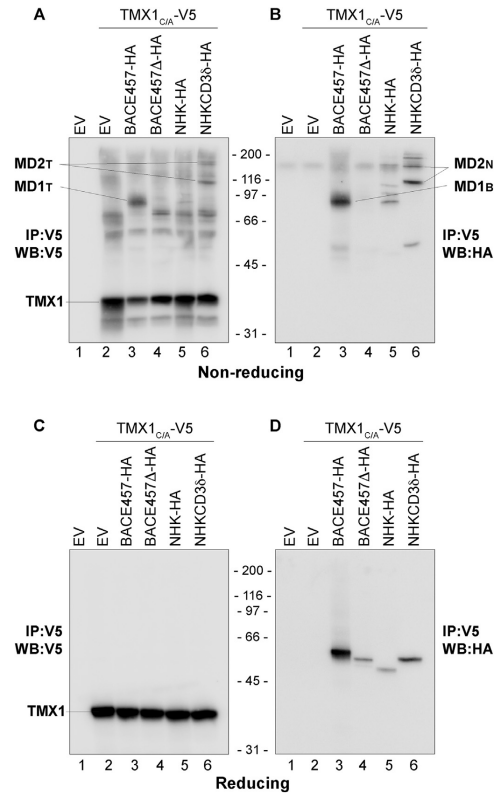 A
TMX1C/A-V5
EV
EV
BACE457-HA
BACE457Δ-HA
NHK-HA
NHKCD3δ-HA
MD2T
MD1T
IP:V5
WB:V5
TMX1
1 2 3 4 5 6
- 200 -
- 116 -
- 97 -
- 66 -
- 45 -
- 31 -
B
TMX1C/A-V5
EV
EV
BACE457-HA
BACE457Δ-HA
NHK-HA
NHKCD3δ-HA
MD2N
MD1B
IP:V5
WB:HA
1 2 3 4 5 6
Non-reducing
C
TMX1C/A-V5
EV
EV
BACE457-HA
BACE457Δ-HA
NHK-HA
NHKCD3δ-HA
IP:V5
WB:V5
TMX1
1 2 3 4 5 6
- 200 -
- 116 -
- 97 -
- 66 -
- 45 -
- 31 -
D
TMX1C/A-V5
EV
EV
BACE457-HA
BACE457Δ-HA
NHK-HA
NHKCD3δ-HA
IP:V5
WB:HA
1 2 3 4 5 6
Reducing